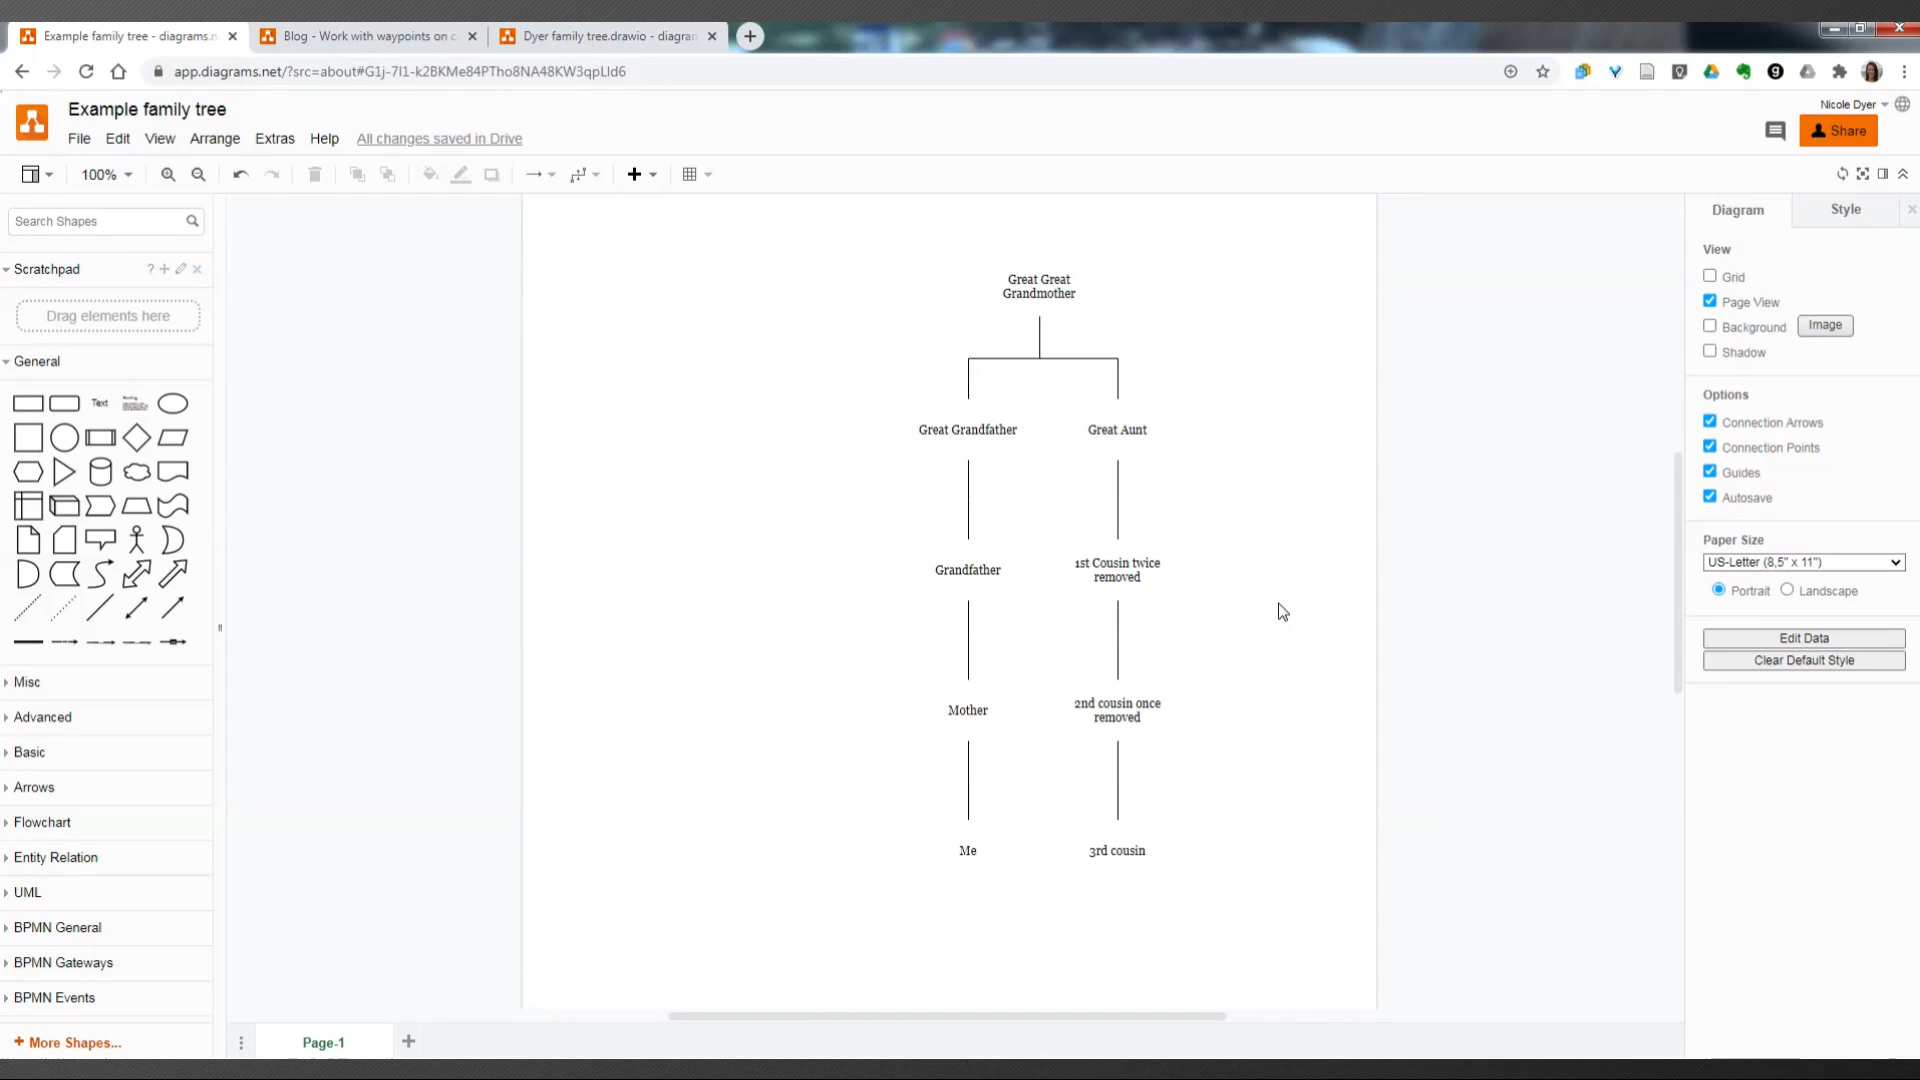 Example family tree - diagrams.n
Blog - Work with waypoints on c
Dyer family tree.drawio - diagran
app.diagrams.net/?src=about#G1j-7I1-k2BKMe84PTho8NA48KW3qpLId6
Example family tree
Nicole Dyer
File Edit View Arrange Extras Help All changes saved in Drive
Share
100%
Search Shapes
Scratchpad
Drag elements here
General
Text
Misc
Advanced
Basic
Arrows
Flowchart
Entity Relation
UML
BPMN General
BPMN Gateways
BPMN Events
+ More Shapes...
Great Great
Grandmother
Great Grandfather
Great Aunt
Grandfather
1st Cousin twice
removed
Mother
2nd cousin once
removed
Me
3rd cousin
Page-1
Diagram
Style
View
Grid
Page View
Background
Image
Shadow
Options
Connection Arrows
Connection Points
Guides
Autosave
Paper Size
US-Letter (8,5" x 11")
Portrait
Landscape
Edit Data
Clear Default Style